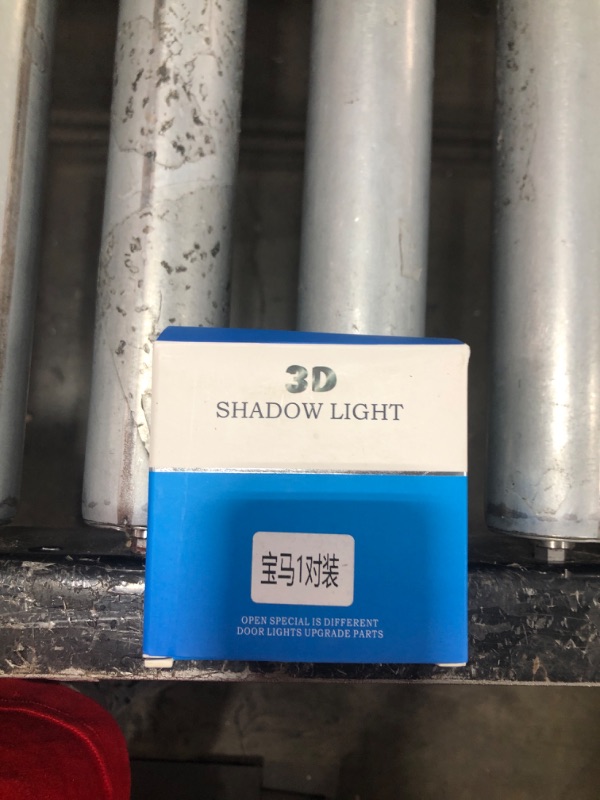 3D
SHADOW LIGHT
宝马1对装
OPEN SPECIAL IS DIFFERENT
DOOR LIGHTS UPGRADE PARTS